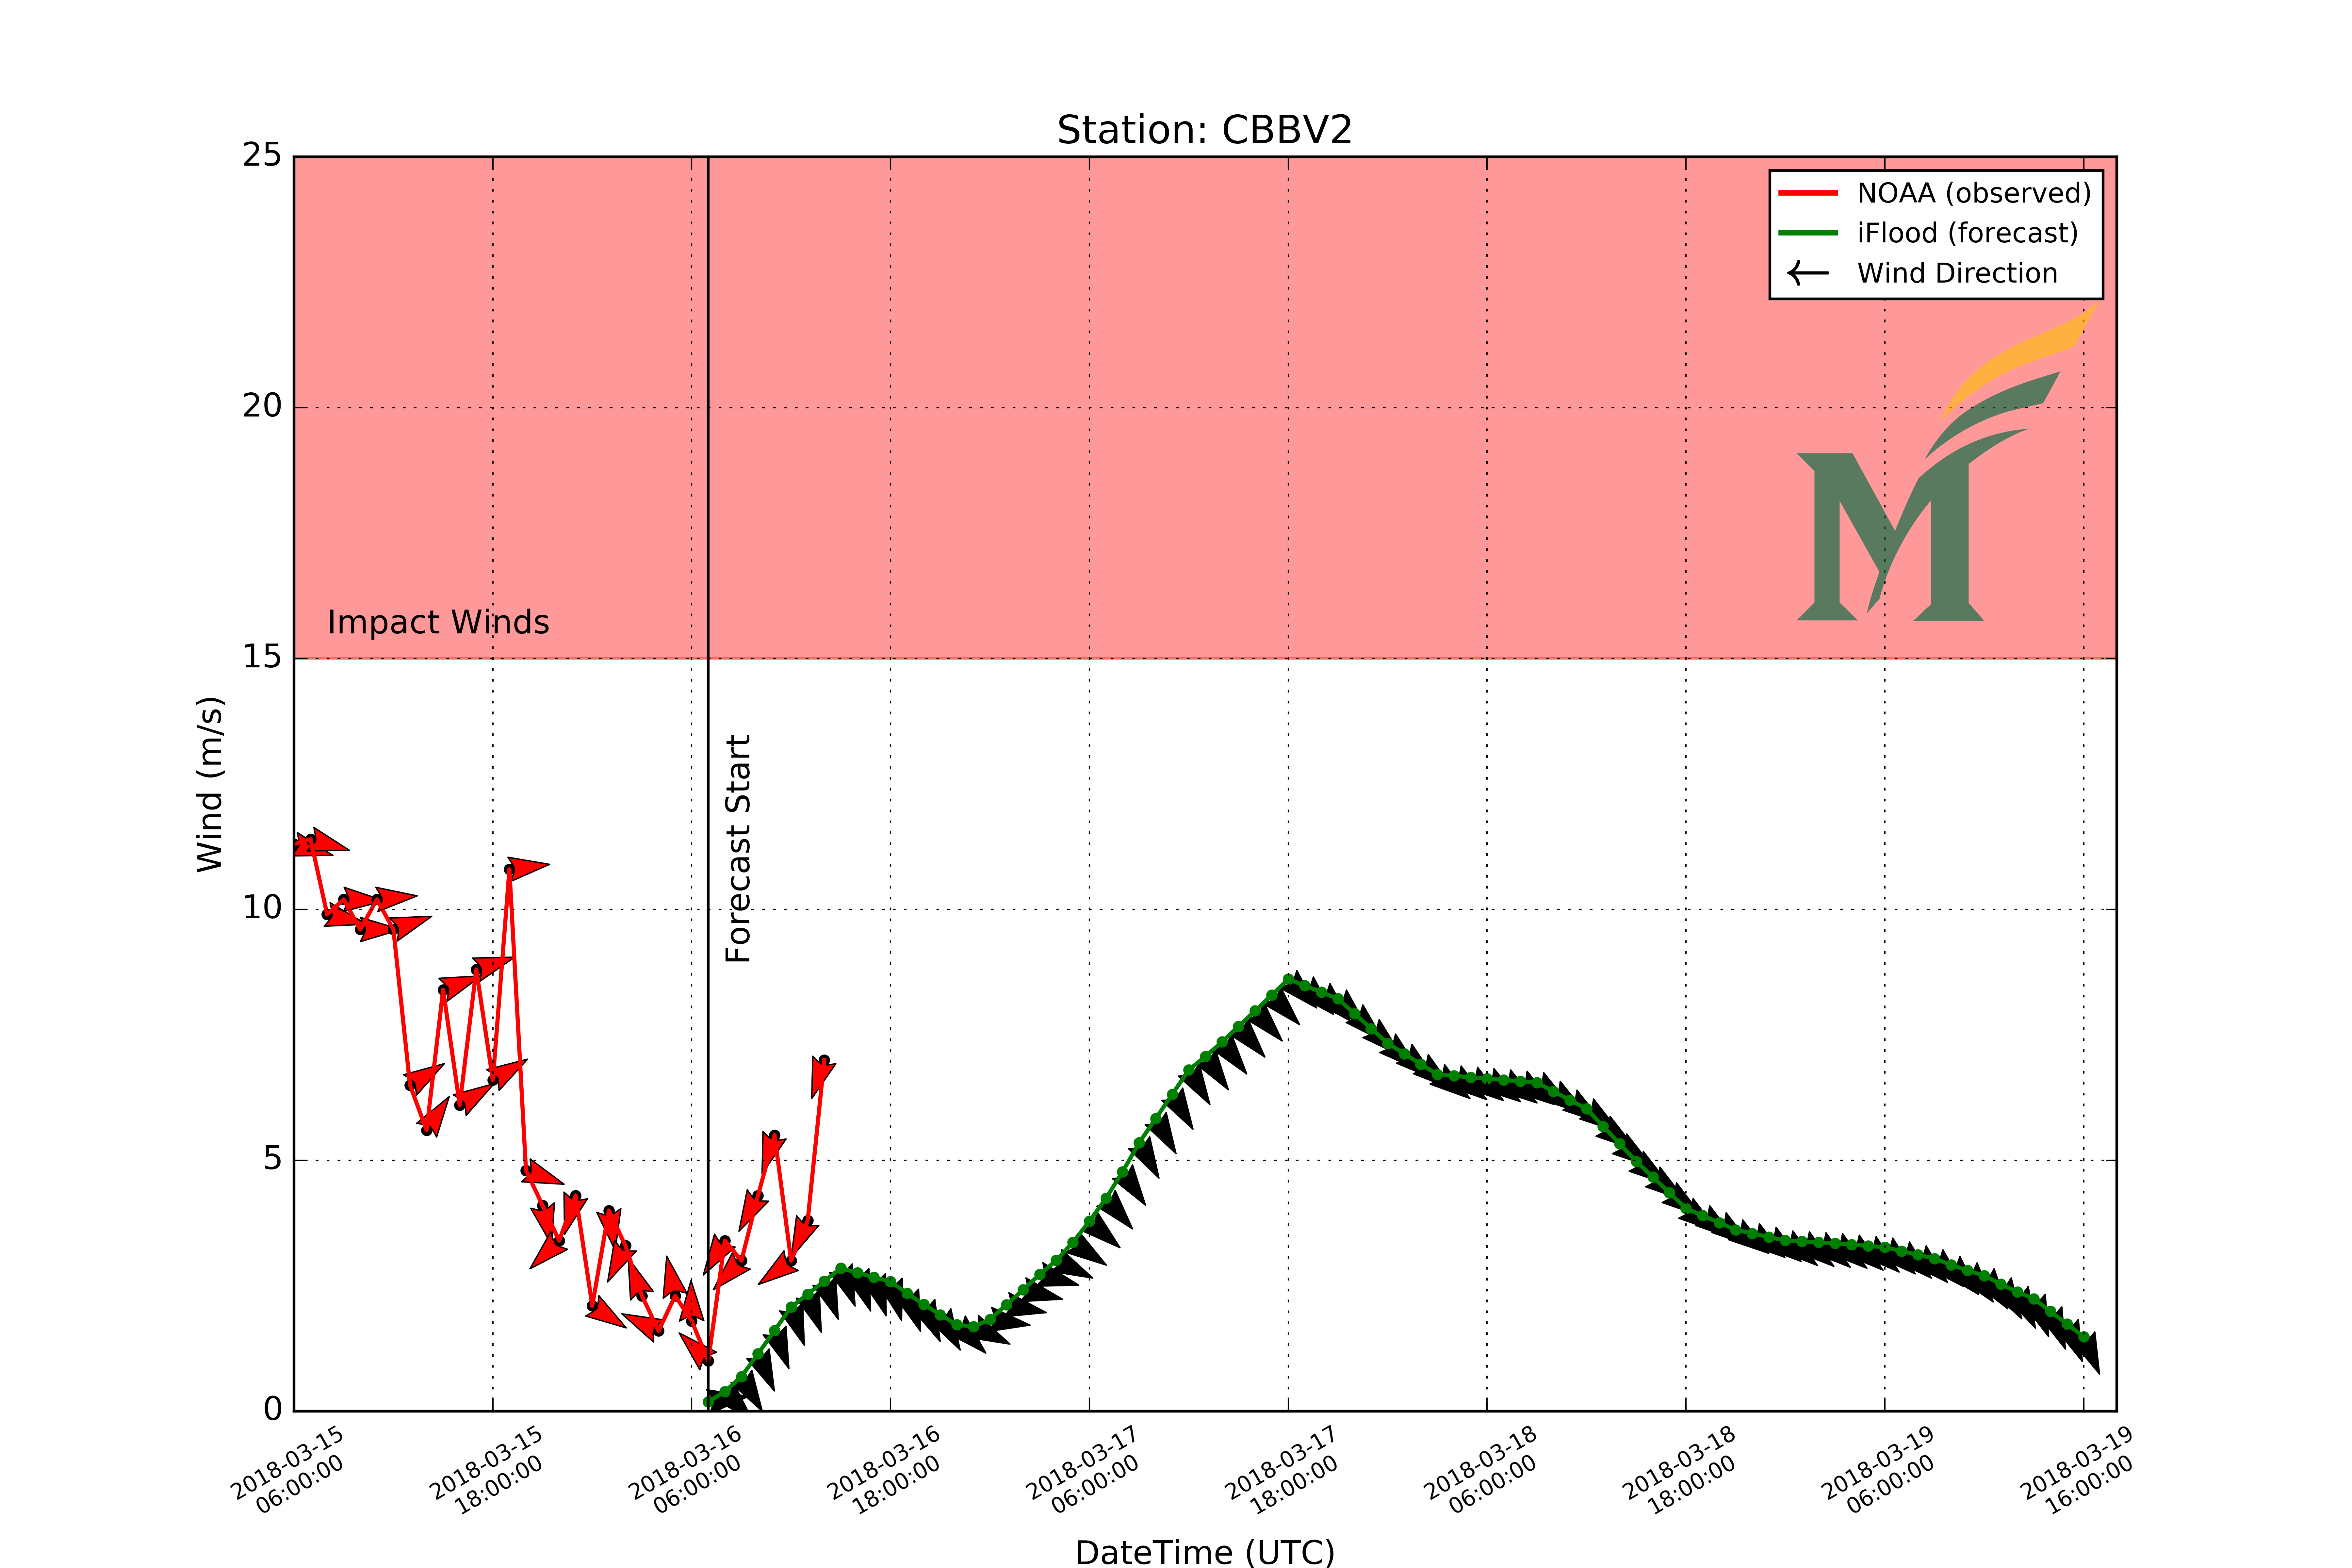 Station: CBBV2
25
20
15
10
5
0
Wind (m/s)
NOAA (observed)
iFlood (forecast)
Wind Direction
M
Impact Winds
Forecast Start
2018-03-15
06:00:00
2018-03-15
18:00:00
2018-03-16
06:00:00
2018-03-16
18:00:00
2018-03-17
06:00:00
2018-03-17
18:00:00
2018-03-18
06:00:00
2018-03-18
18:00:00
2018-03-19
06:00:00
2018-03-19
16:00:00
DateTime (UTC)